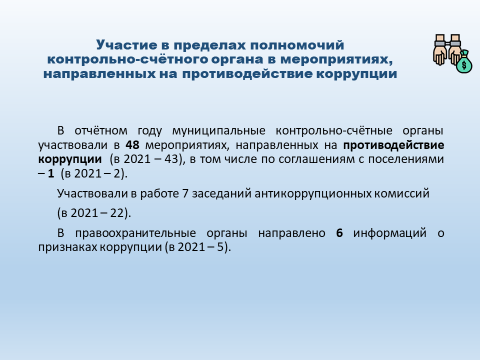 Участие в пределах полномочий
контрольно-счётного органа в мероприятиях,
направленных на противодействие коррупции
В отчётном году муниципальные контрольно-счётные органы
участвовали в 48 мероприятиях, направленных на противодействие
коррупции (в 2021 – 43), в том числе по соглашениям с поселениями
– 1 (в 2021 – 2).
Участвовали в работе 7 заседаний антикоррупционных комиссий
(в 2021 – 22).
В правоохранительные органы направлено 6 информаций о
признаках коррупции (в 2021 – 5).